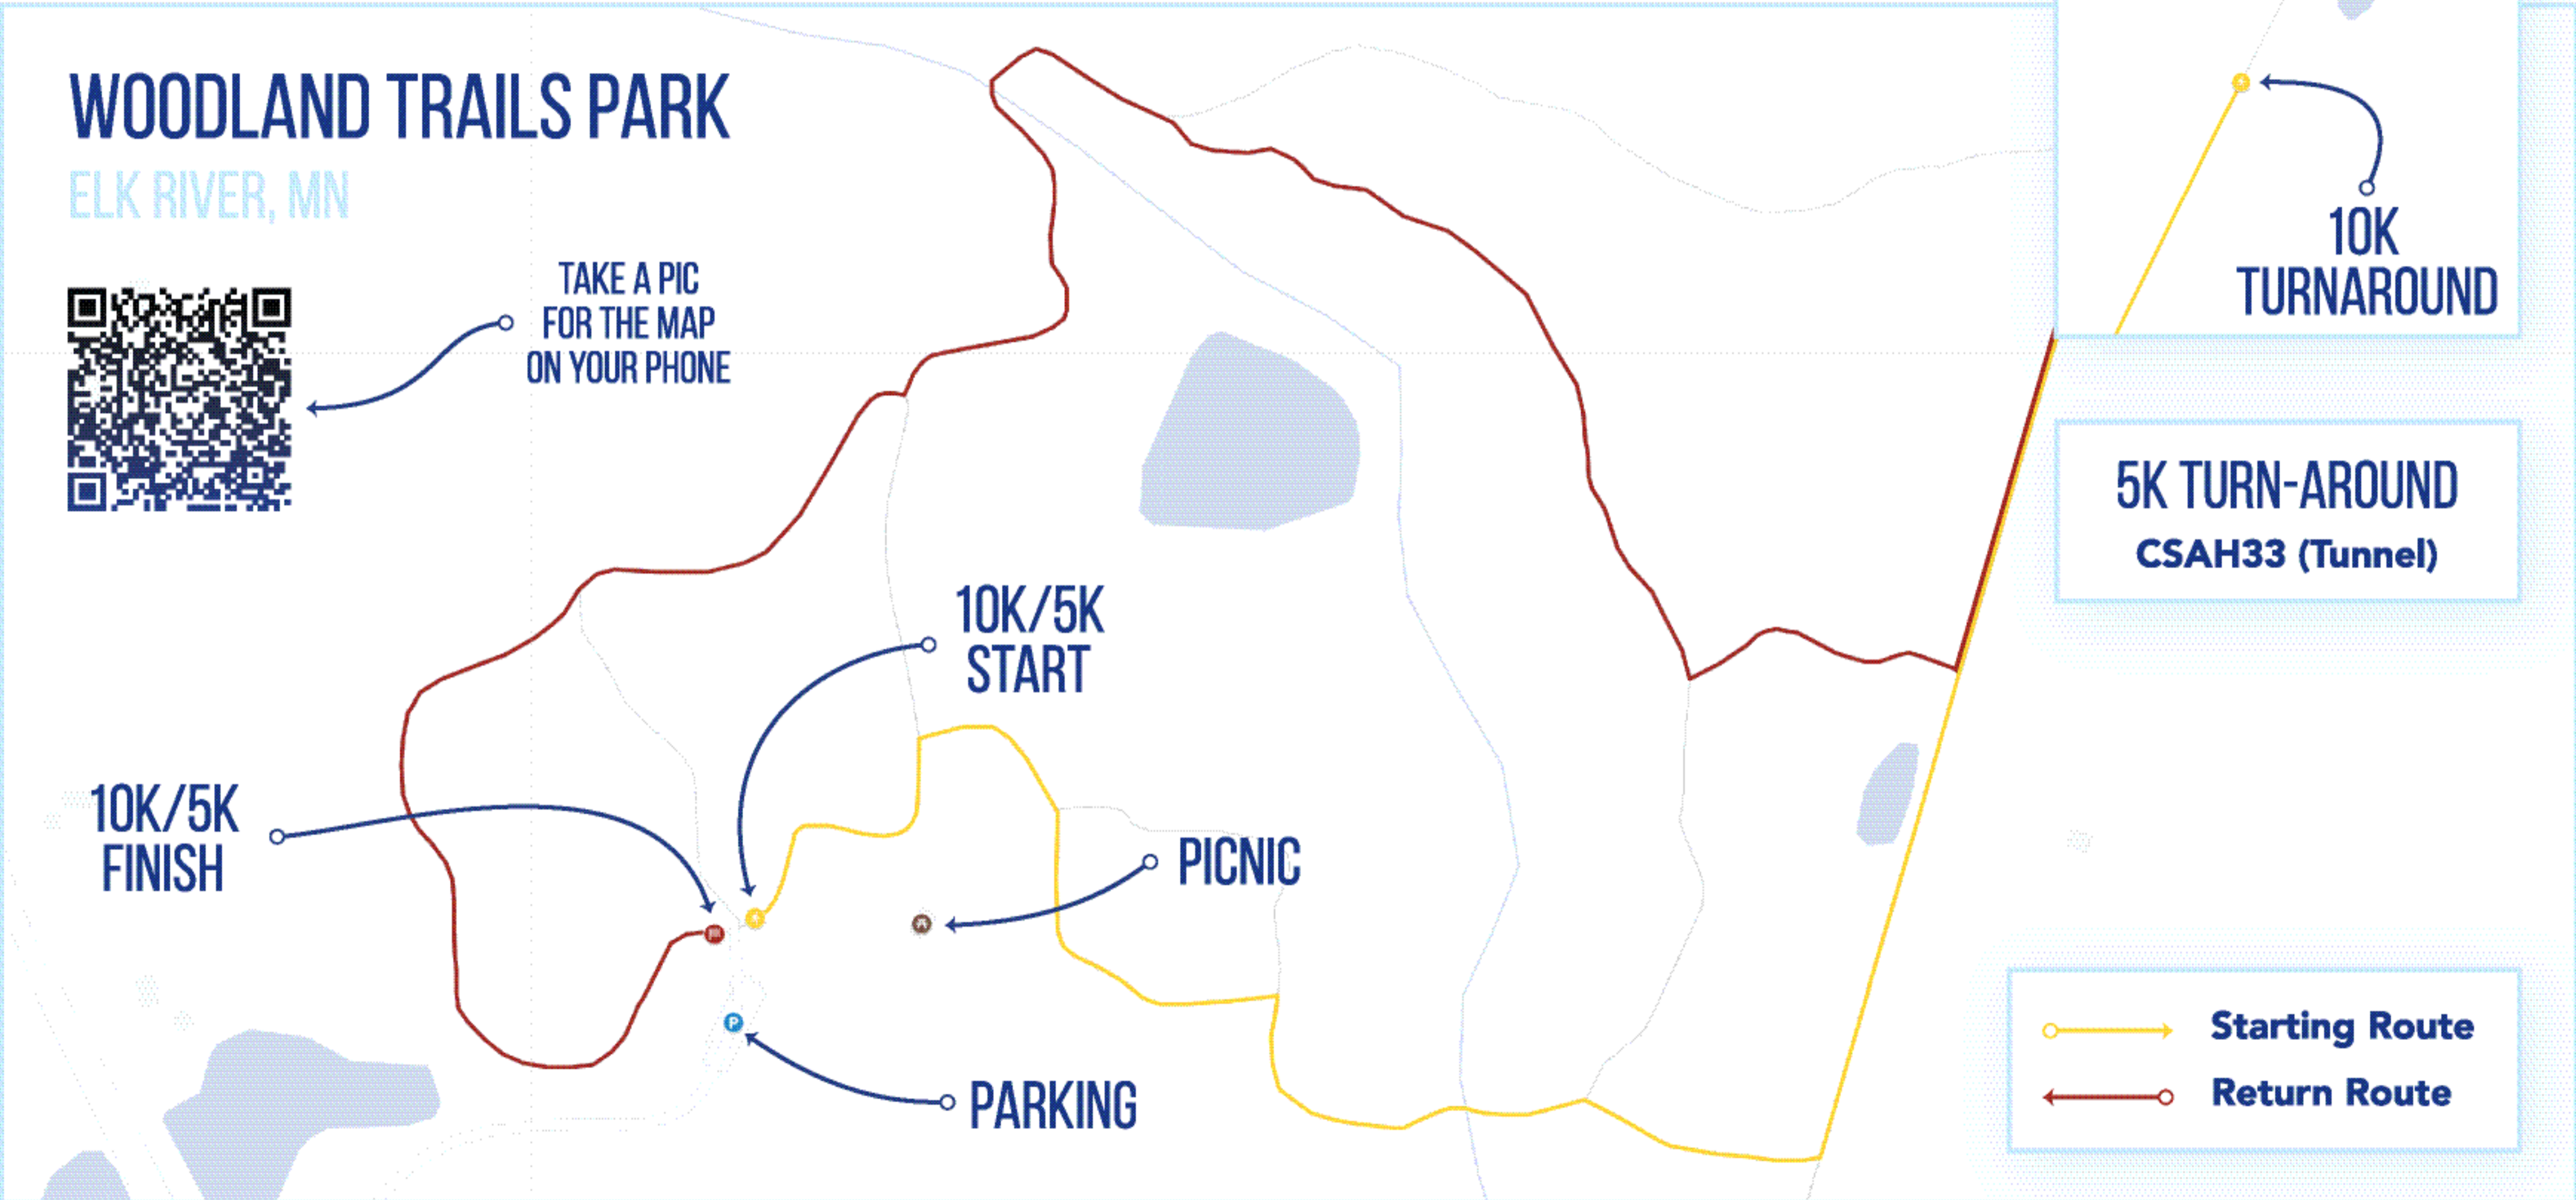 WOODLAND TRAILS PARK
ELK RIVER, MN
TAKE A PIC
FOR THE MAP
ON YOUR PHONE
10K
TURNAROUND
5K TURN-AROUND
CSAH33 (Tunnel)
10K/5K
START
10K/5K
FINISH
PICNIC
P
PARKING
Starting Route
Return Route